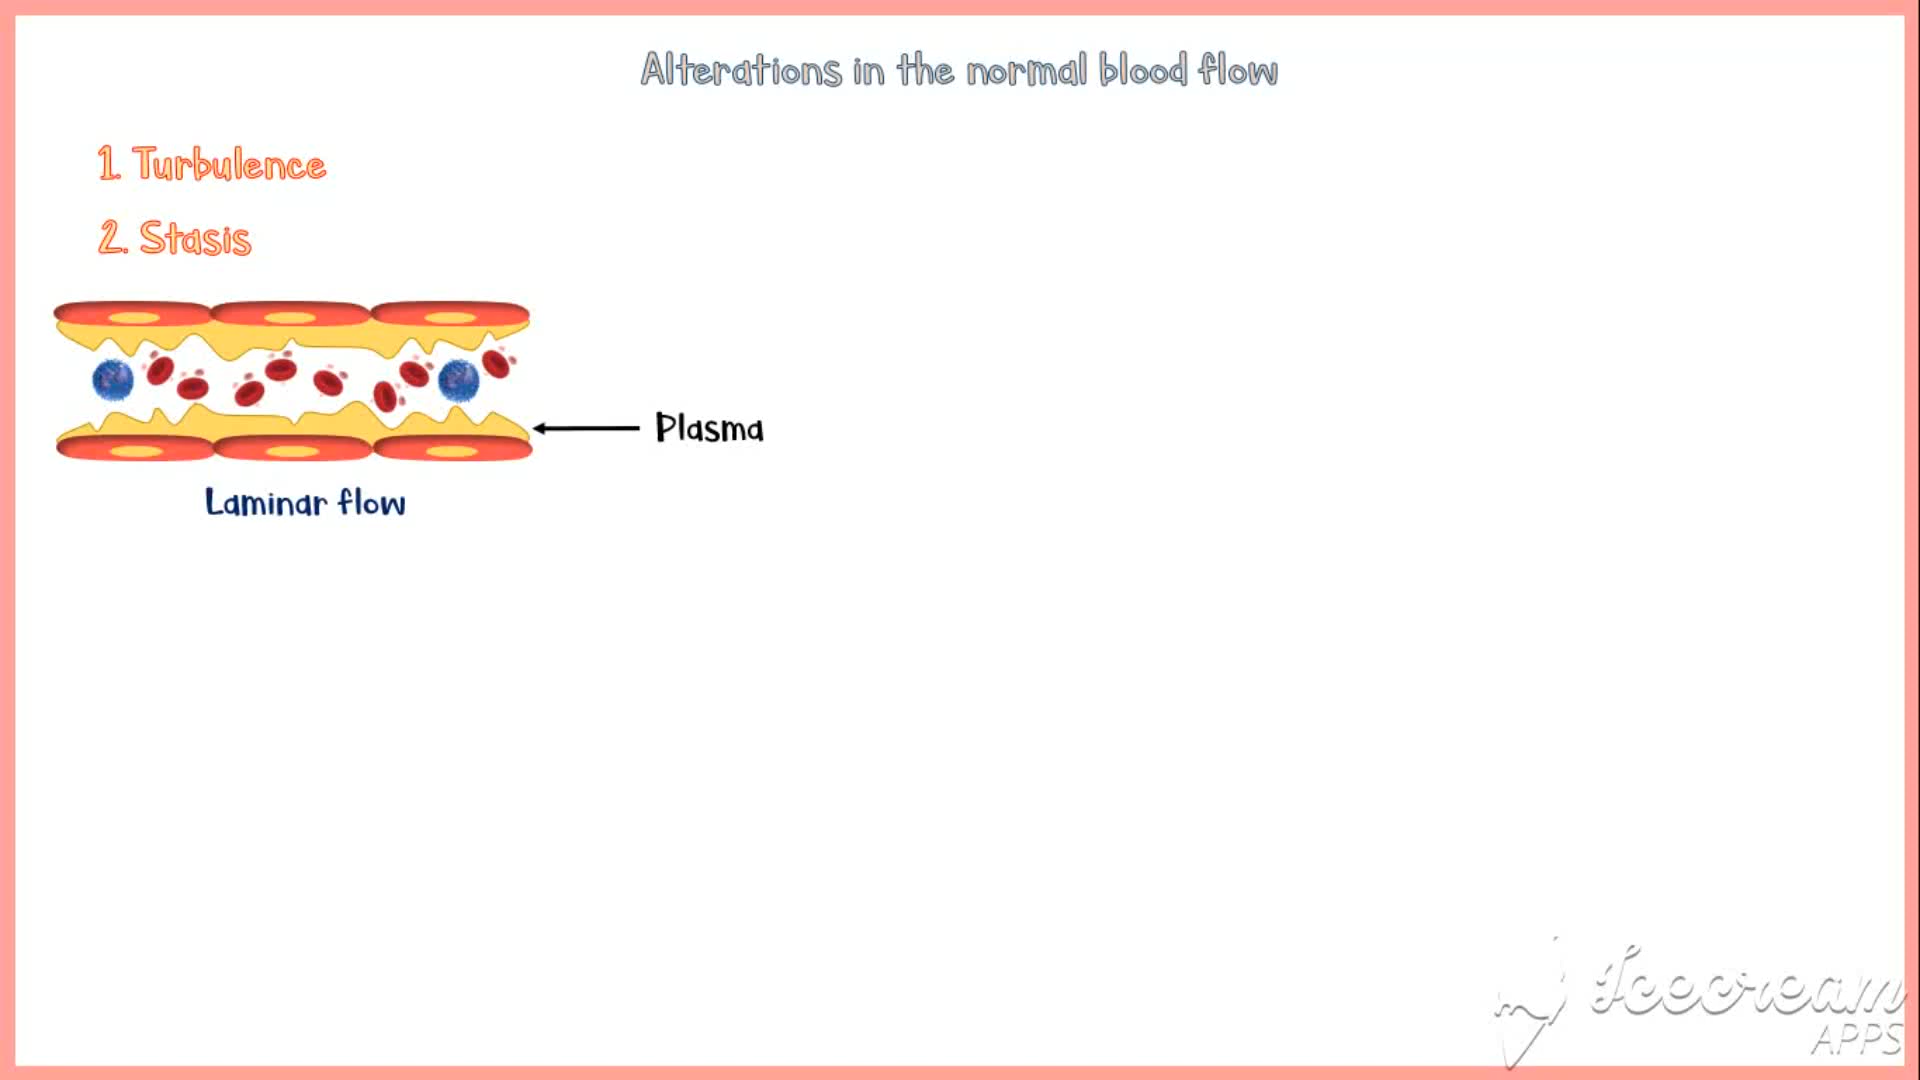 Alterations in the normal blood flow
1. Turbulence
2. Stasis
Plasma
Laminar flow
Icecream
APPS